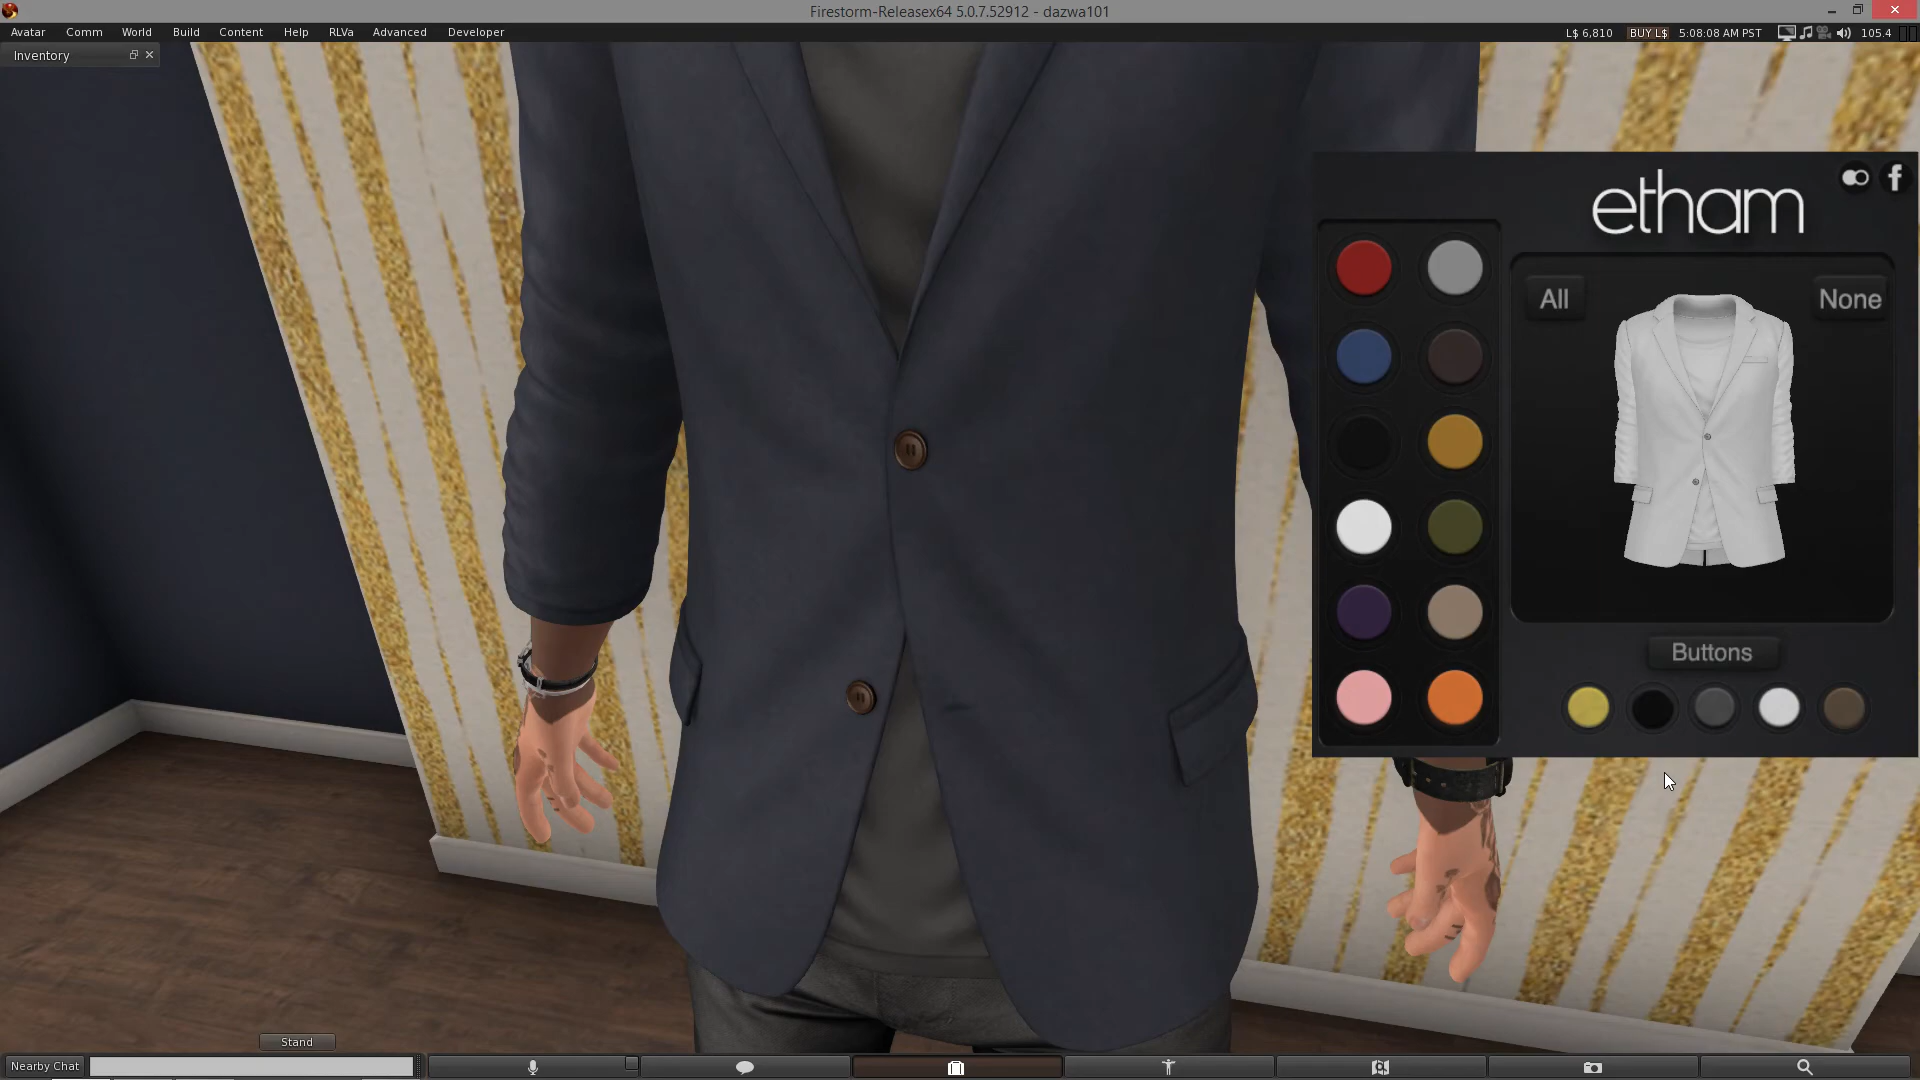 Firestorm-Releasex64 5.0.7.52912 - dazwa101
Avatar Comm World Build Content Help RLVa Advanced Developer
L$ 6,810 BUY L$ 5:08:08 AM PST 105.4
Inventory
etham
f
All
None
Buttons
Stand
Nearby Chat